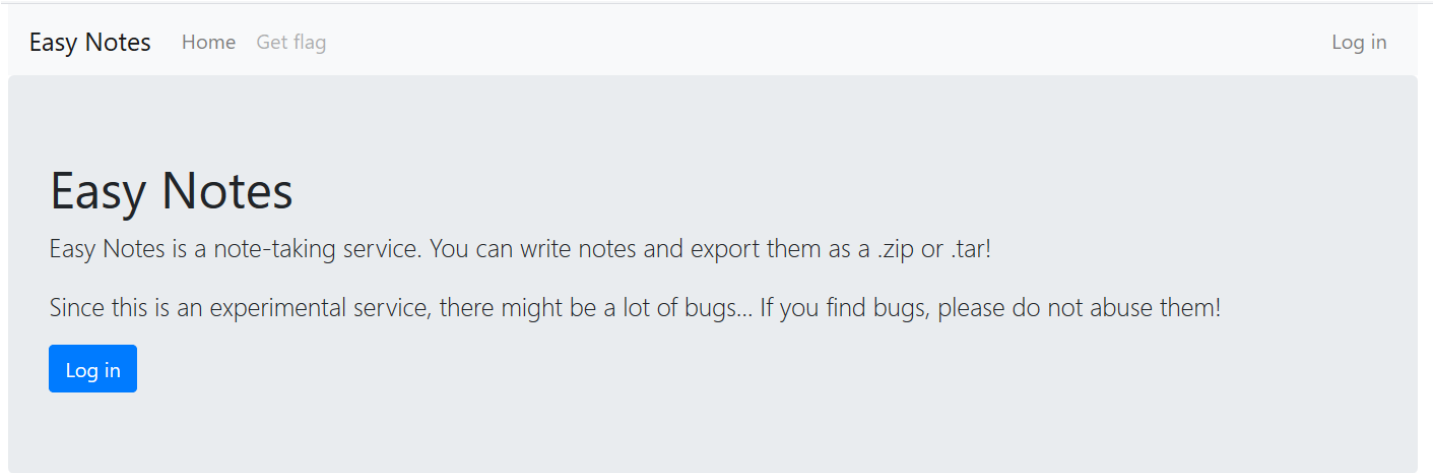 Easy Notes Home Get flag Log in
Easy Notes
Easy Notes is a note-taking service. You can write notes and export them as a .zip or .tar!
Since this is an experimental service, there might be a lot of bugs... If you find bugs, please do not abuse them!
Log in